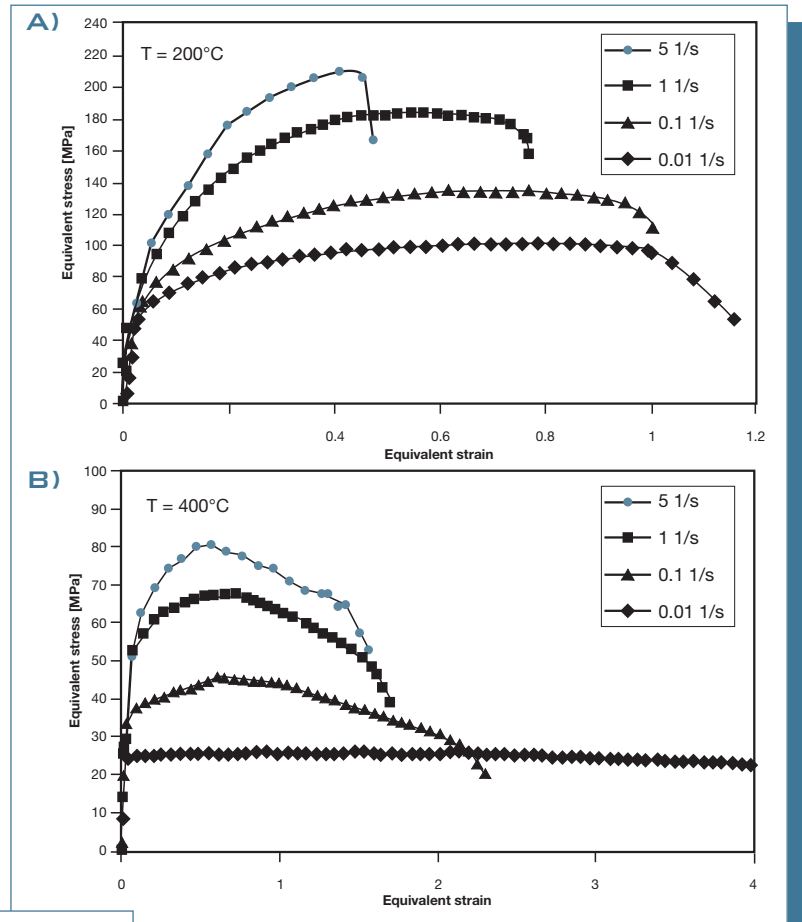 A)
T = 200°C
5 1/s
1 1/s
0.1 1/s
0.01 1/s
Equivalent stress [MPa]
240
220
200
180
160
140
120
100
80
60
40
20
0
0 0.4 0.6 0.8 1 1.2
Equivalent strain
B)
T = 400°C
5 1/s
1 1/s
0.1 1/s
0.01 1/s
Equivalent stress [MPa]
100
90
80
70
60
50
40
30
20
10
0
0 1 2 3 4
Equivalent strain